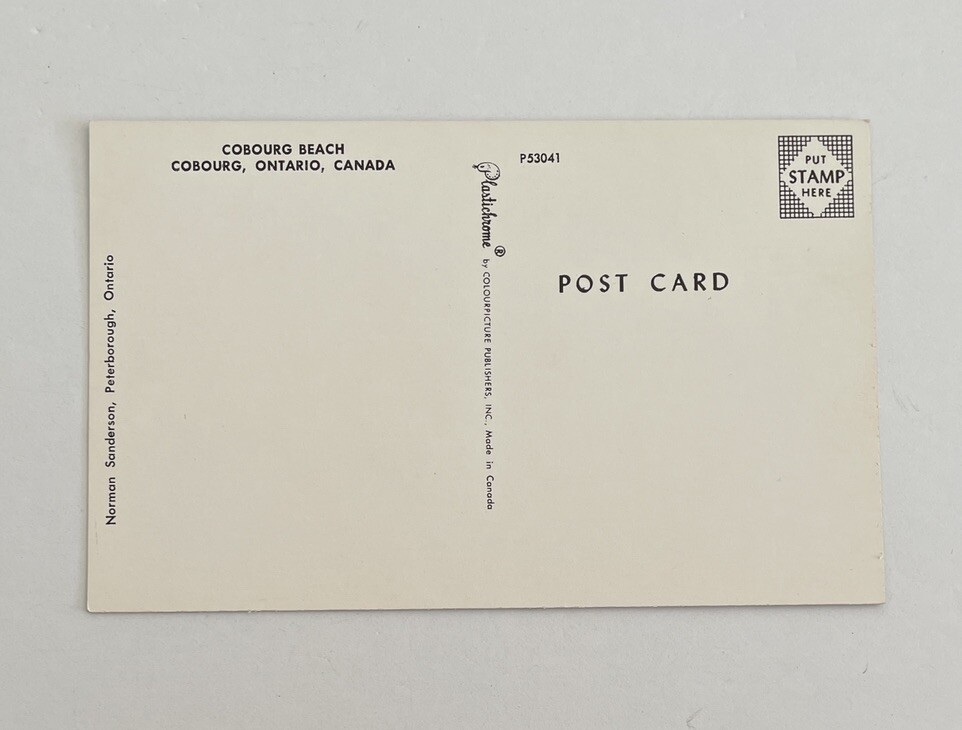 COBOURG BEACH
COBOURG, ONTARIO, CANADA
Norman Sanderson, Peterborough, Ontario
Plastichrome ® by COLOURPICTURE PUBLISHERS, INC., Made in Canada
P53041
PUT
STAMP
HERE
POST CARD